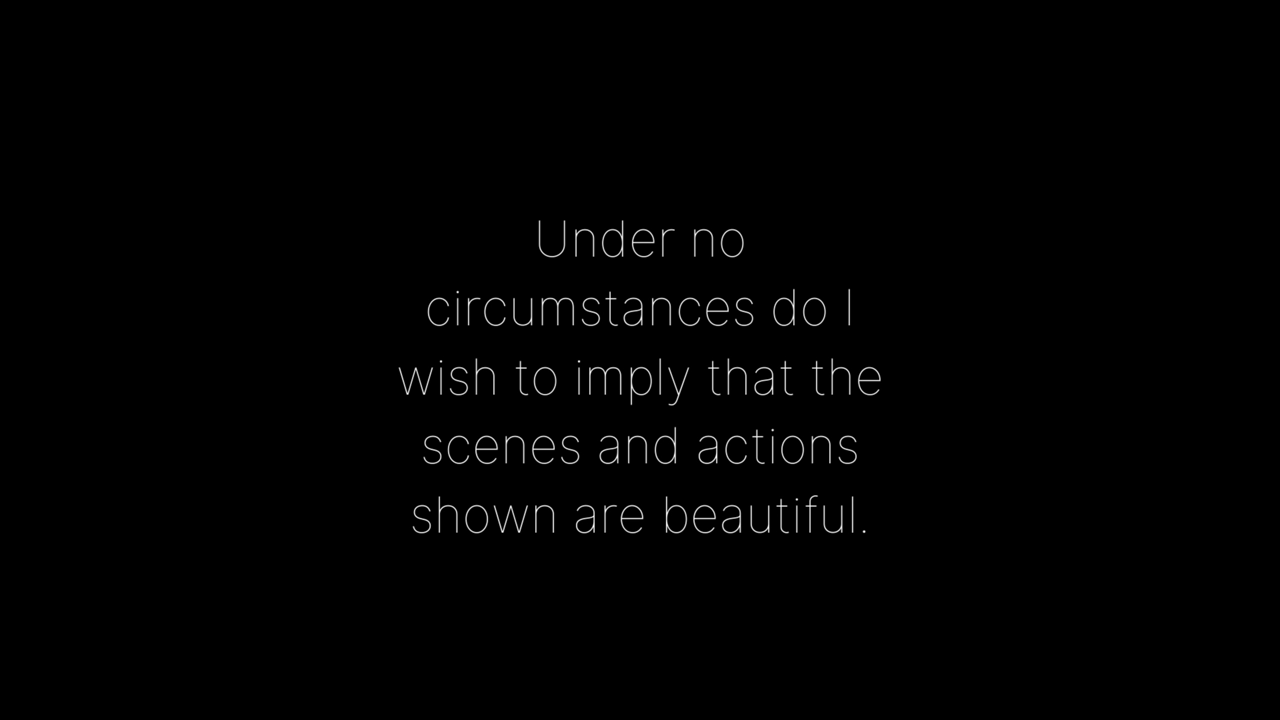 Under no
circumstances do I
wish to imply that the
scenes and actions
shown are beautiful.